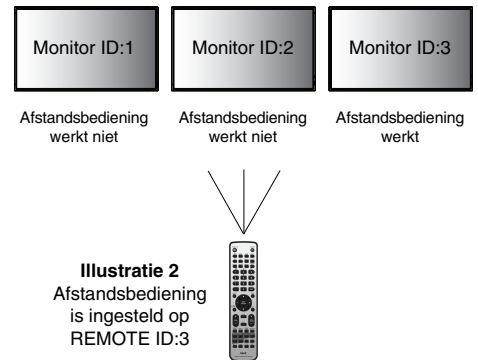 Monitor ID:1
Monitor ID:2
Monitor ID:3
Afstandsbediening
werkt niet
Afstandsbediening
werkt niet
Afstandsbediening
werkt
Illustratie 2
Afstandsbediening
is ingesteld op
REMOTE ID:3